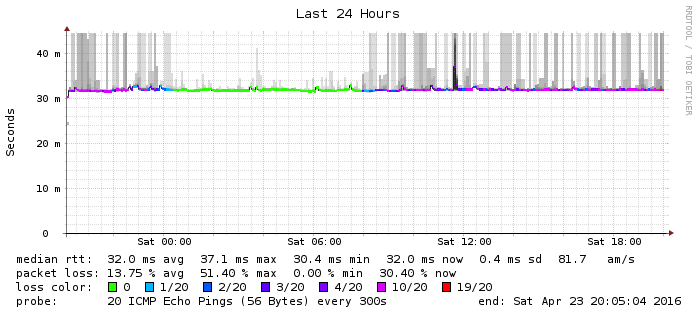 Last 24 Hours
RRDTOOL / TOBI OETIKER
Seconds
40 m
30 m
20 m
10 m
0
Sat 00:00 Sat 06:00 Sat 12:00 Sat 18:00
median rtt: 32.0 ms avg 37.1 ms max 30.4 ms min 32.0 ms now 0.4 ms sd 81.7 am/s
packet loss: 13.75 % avg 51.40 % max 0.00 % min 30.40 % now
loss color: 0 1/20 2/20 3/20 4/20 10/20 19/20
probe: 20 ICMP Echo Pings (56 Bytes) every 300s end: Sat Apr 23 20:05:04 2016